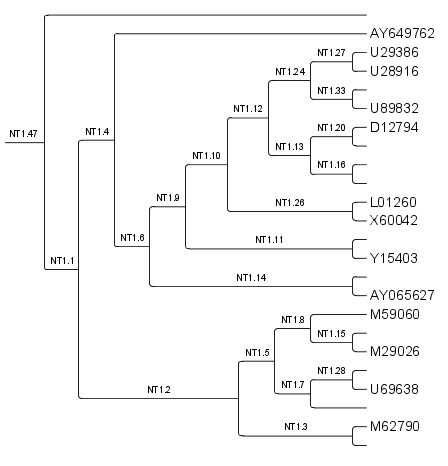 AY649762
NT1.27 U29386
NT1.24 U28916
NT1.33
NT1.12 U89832
NT1.20 D12794
NT1.47 NT1.4
NT1.13
NT1.10 NT1.16
NT1.9 NT1.26 L01260
X60042
NT1.6 NT1.11
NT1.1 Y15403
NT1.14
AY065627
M59060
NT1.8
NT1.15
NT1.5 M29026
NT1.28
NT1.2 NT1.7 U69638
NT1.3 M62790